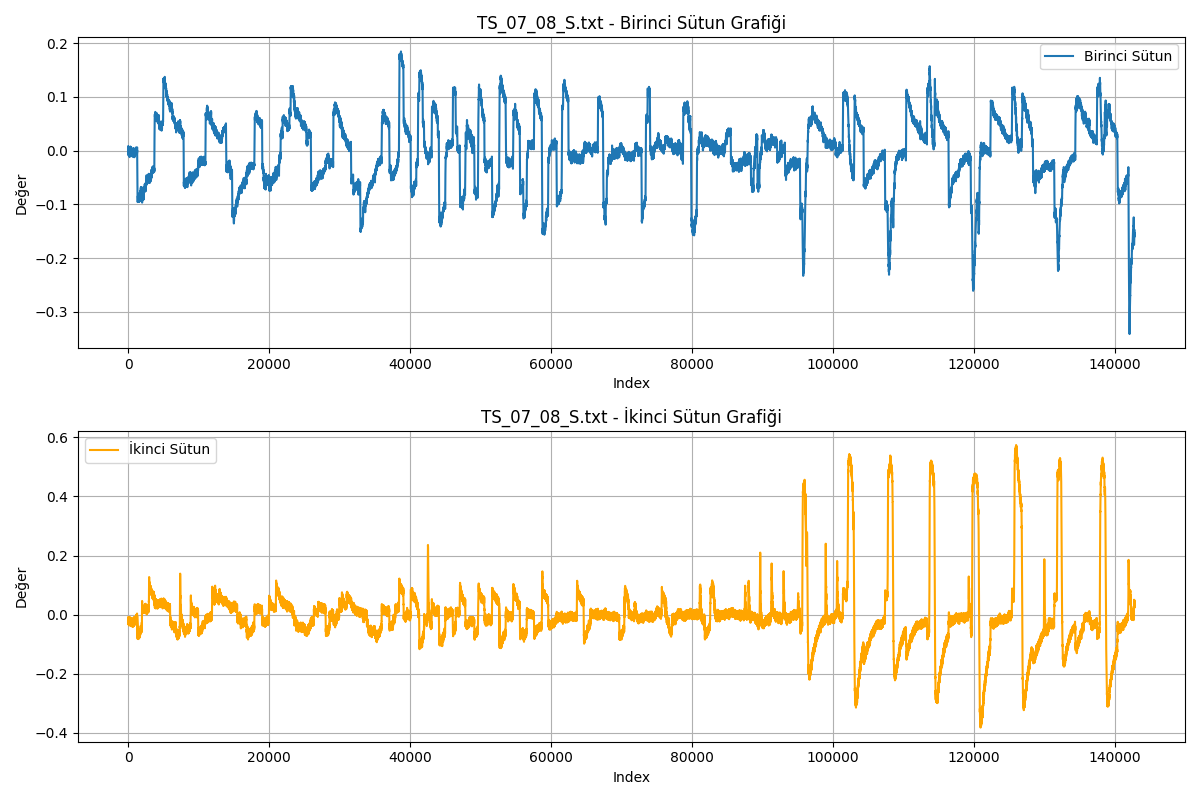 TS_07_08_S.txt - Birinci Sütun Grafiği
Birinci Sütun
Değer
0.2
0.1
0.0
−0.1
−0.2
−0.3
0 20000 40000 60000 80000 100000 120000 140000
Index
TS_07_08_S.txt - İkinci Sütun Grafiği
İkinci Sütun
Değer
0.6
0.4
0.2
0.0
−0.2
−0.4
0 20000 40000 60000 80000 100000 120000 140000
Index